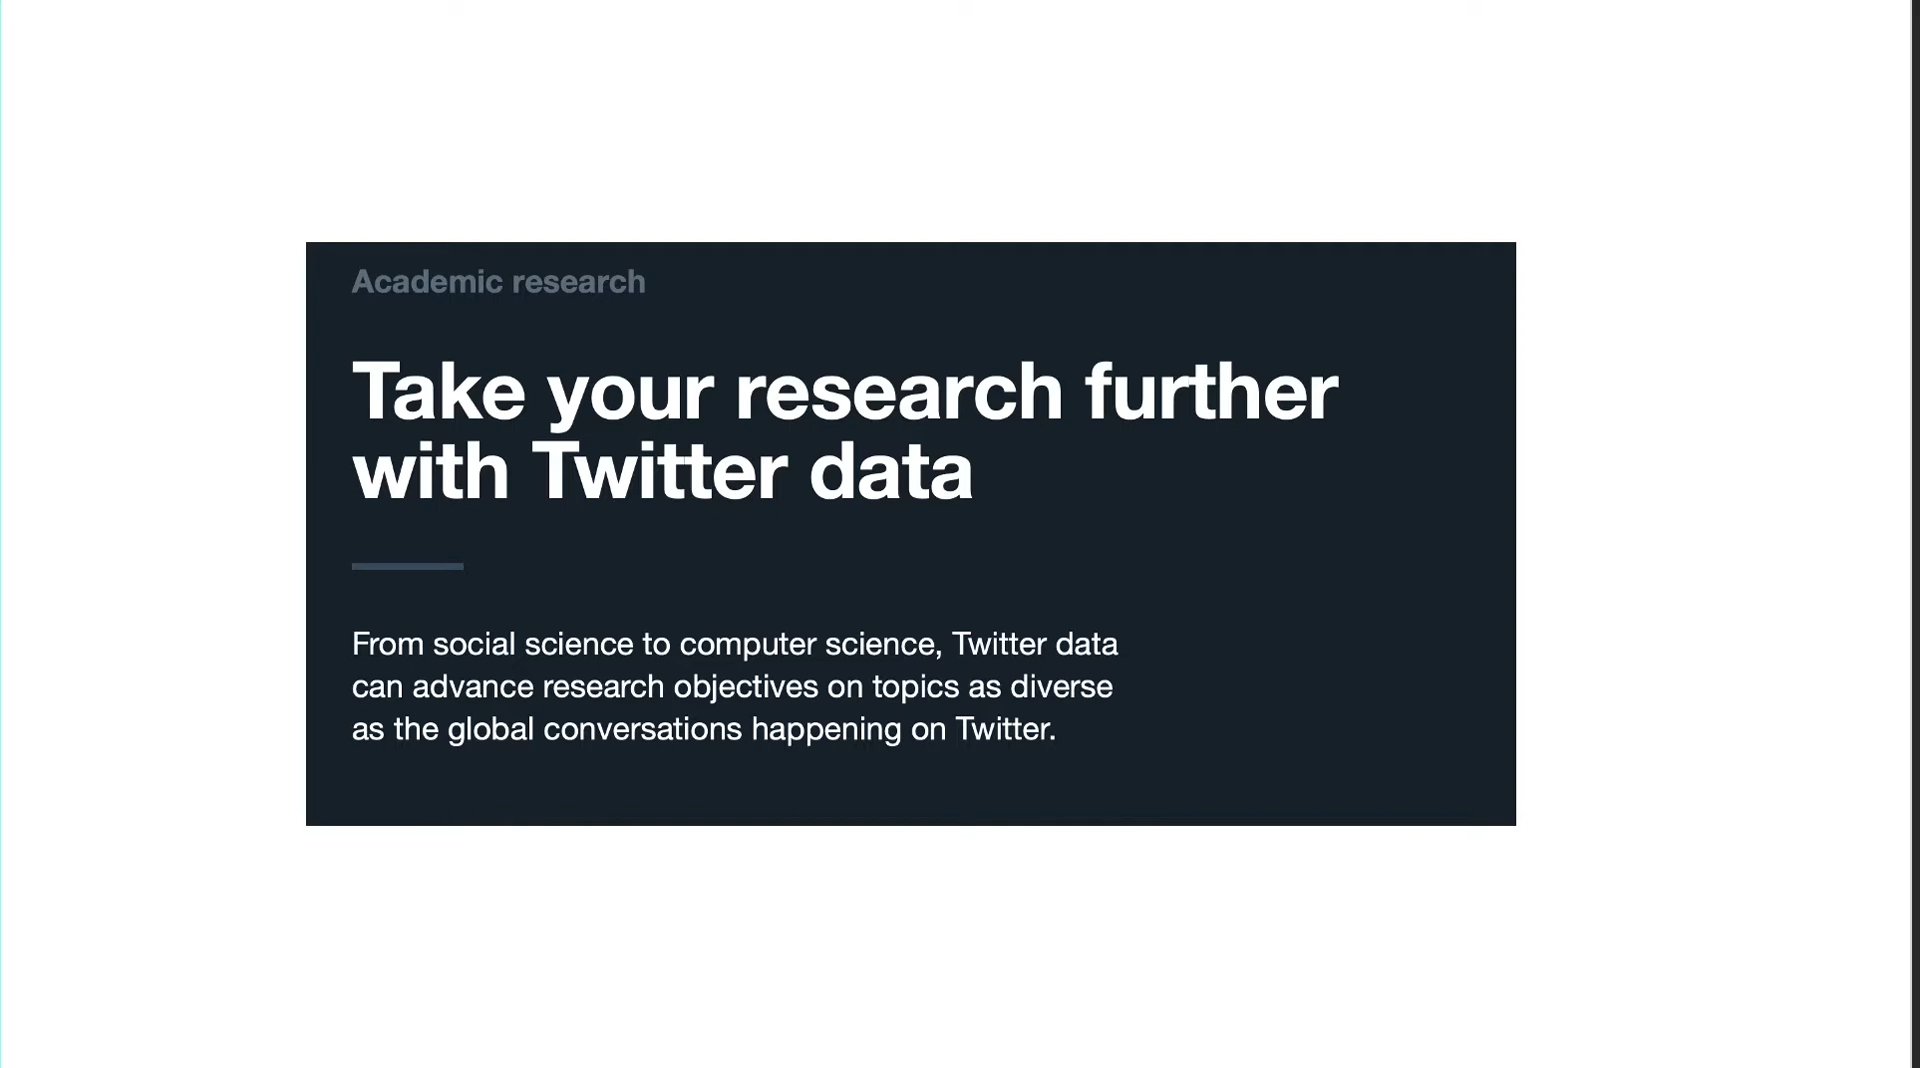 Academic research
Take your research further
with Twitter data
From social science to computer science, Twitter data
can advance research objectives on topics as diverse
as the global conversations happening on Twitter.